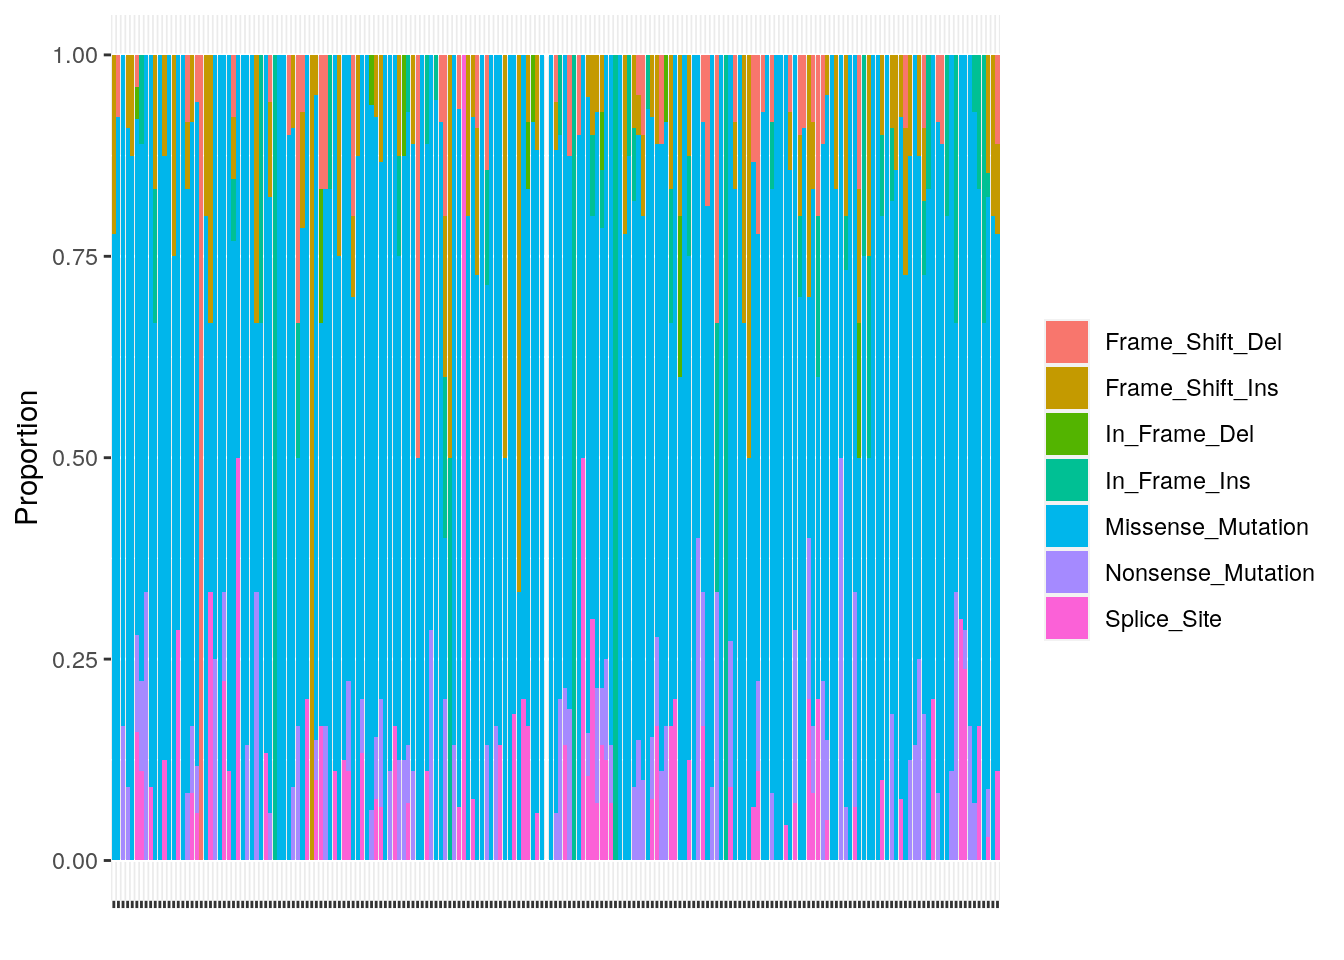 1.00
0.75
0.50
0.25
0.00
Proportion
Frame_Shift_Del
Frame_Shift_Ins
In_Frame_Del
In_Frame_Ins
Missense_Mutation
Nonsense_Mutation
Splice_Site